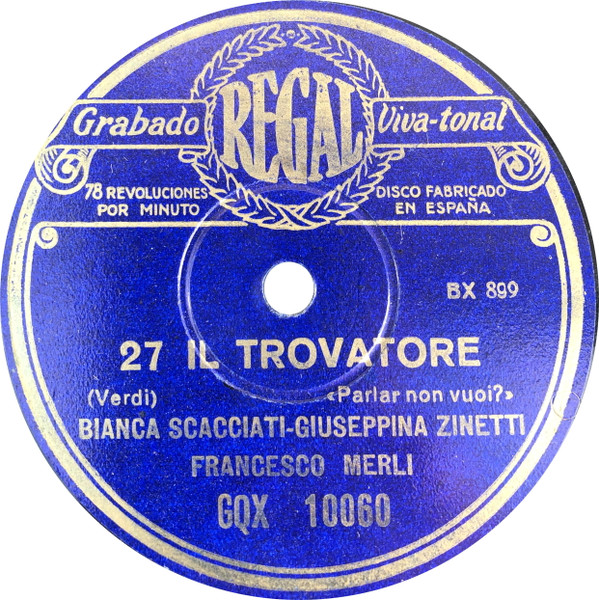 REGAL
Grabado Viva-tonal
78 REVOLUCIONES POR MINUTO
DISCO FABRICADO EN ESPAÑA
BX 899
27 IL TROVATORE
(Verdi) «Parlar non vuoi?»
BIANCA SCACCIATI-GIUSEPPINA ZINETTI
FRANCESCO MERLI
GQX 10060